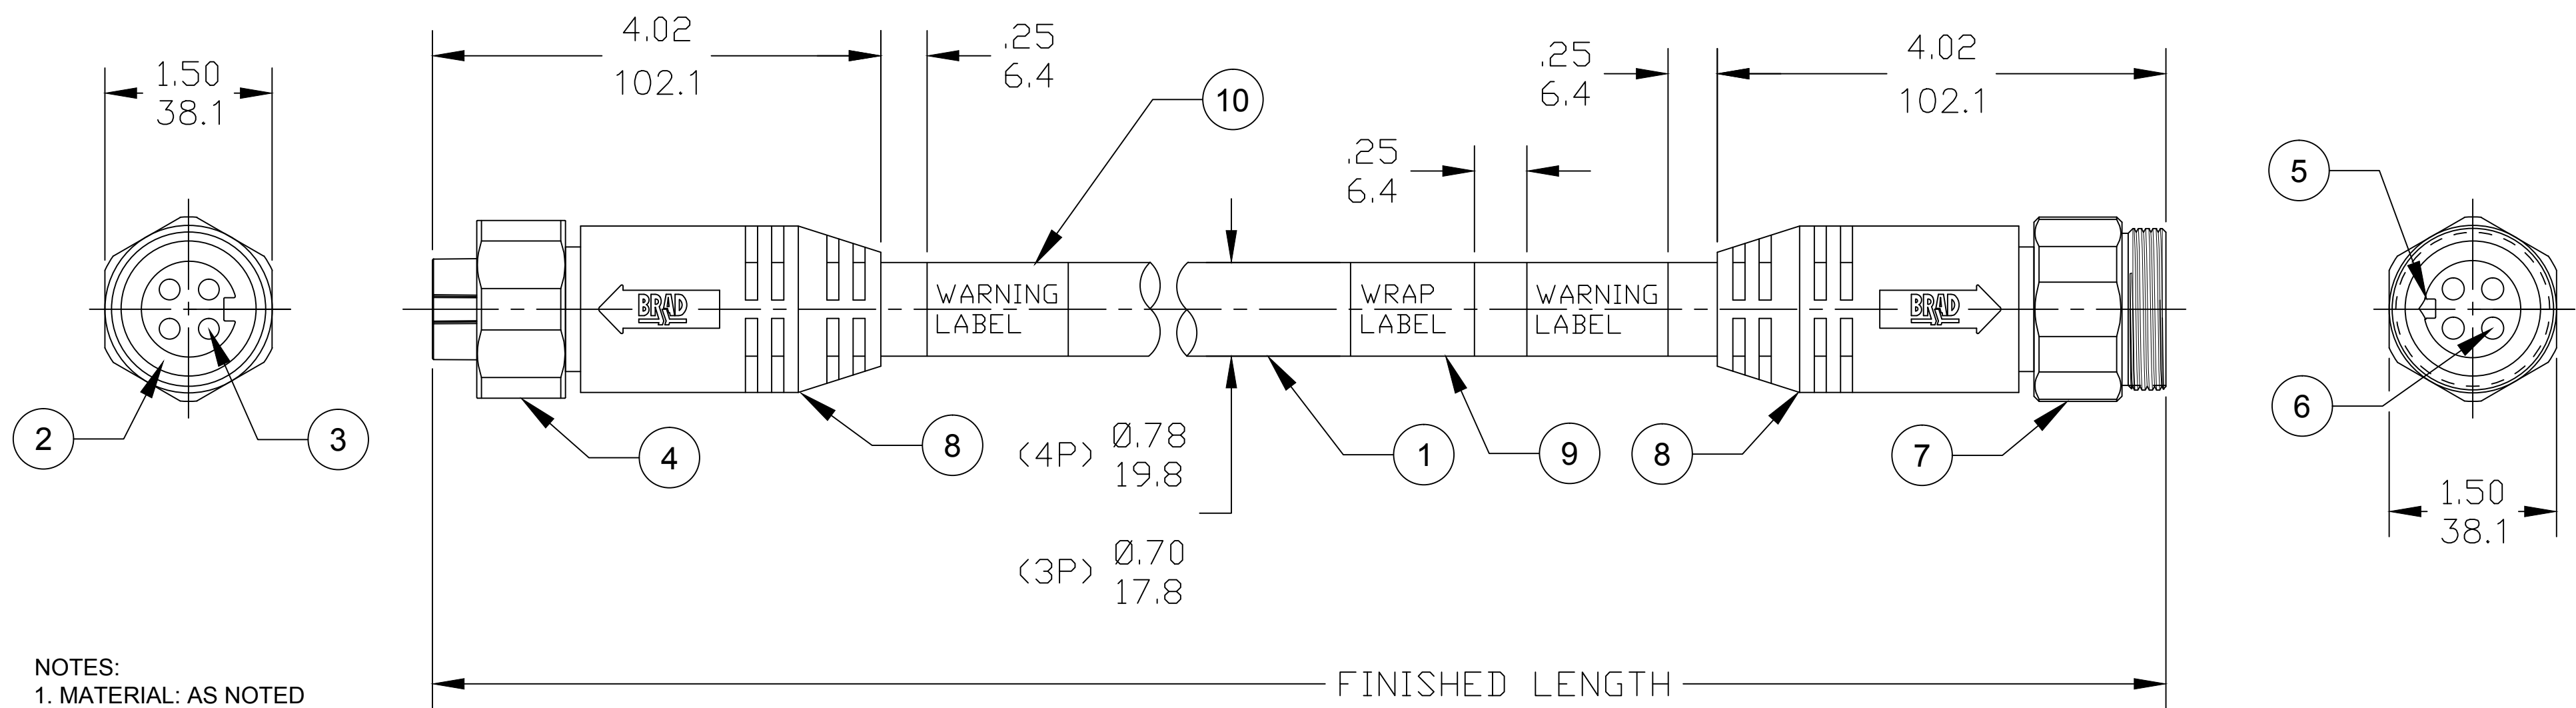 1.50
38.1
4.02
102.1
.25
6.4
10
.25
6.4
.25
6.4
4.02
102.1
5
BRAD
WARNING
LABEL
WRAP
LABEL
WARNING
LABEL
BRAD
2
3
4
8
(4P) Ø.78
19.8
1
9
8
7
6
(3P) Ø.70
17.8
1.50
38.1
NOTES:
1. MATERIAL: AS NOTED
FINISHED LENGTH